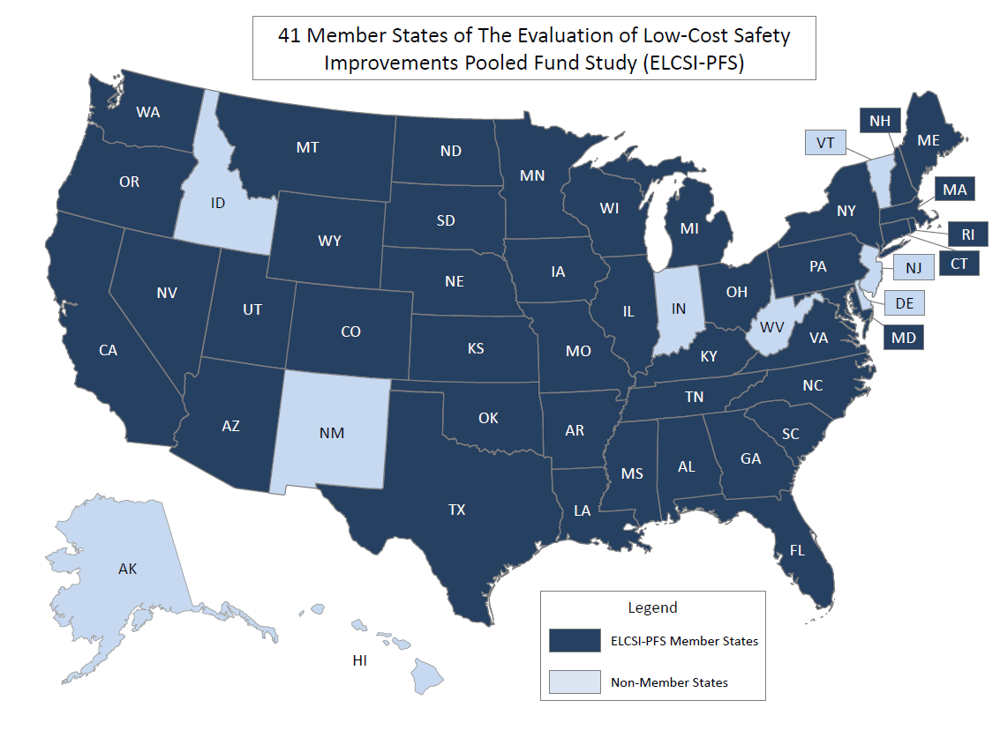 41 Member States of The Evaluation of Low-Cost Safety
Improvements Pooled Fund Study (ELCSI-PFS)
WA
MT
ND
MN
NH
VT
ME
OR
ID
SD
WI
MI
NY
MA
WY
RI
CT
NV
UT
NE
IA
PA
NJ
CO
IL
IN
OH
DE
CA
KS
MO
KY
WV
VA
MD
AZ
NM
OK
AR
TN
NC
SC
TX
LA
MS
AL
GA
FL
AK
HI
Legend
ELCSI-PFS Member States
Non-Member States